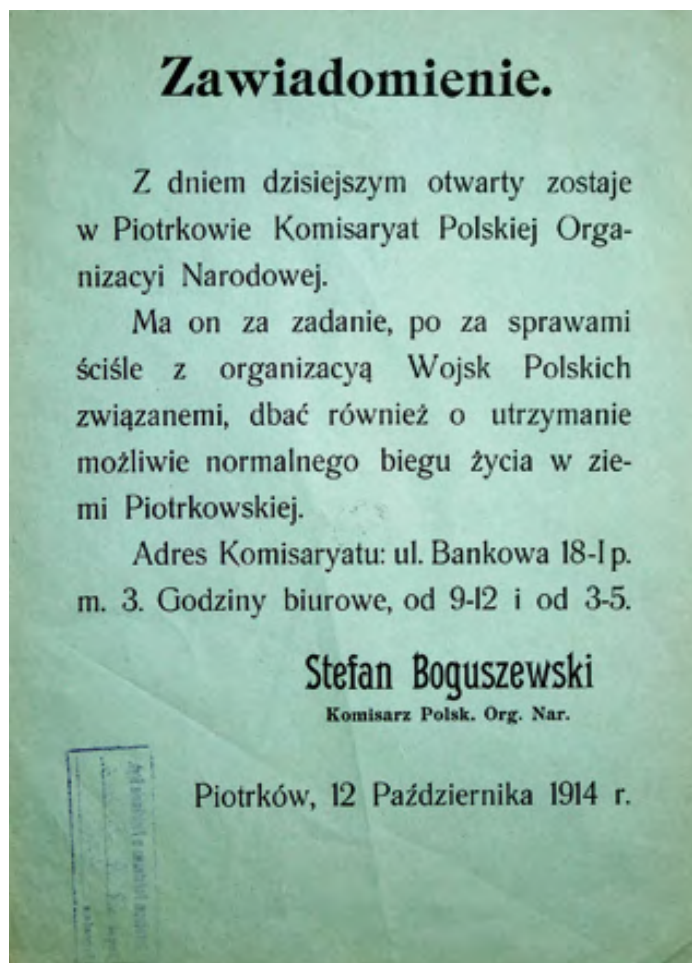 Zawiadomienie.
Z dniem dzisiejszym otwarty zostaje
w Piotrkowie Komisaryat Polskiej Orga-
nizacyi Narodowej.
Ma on za zadanie, po za sprawami
ściśle z organizacyą Wojsk Polskich
związanemi, dbać również o utrzymanie
możliwie normalnego biegu życia w zie-
mi Piotrkowskiej.
Adres Komisaryatu: ul. Bankowa 18-I p.
m. 3. Godziny biurowe, od 9-12 i od 3-5.
Stefan Boguszewski
Komisarz Polsk. Org. Nar.
Piotrków, 12 Października 1914 r.